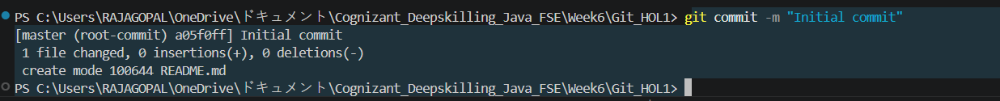 PS C:\Users\RAJAGOPAL\OneDrive\ドキュメント\Cognizant_Deepskilling_Java_FSE\Week6\Git_HOL1> git commit -m "Initial commit"
[master (root-commit) a05f0ff] Initial commit
 1 file changed, 0 insertions(+), 0 deletions(-)
 create mode 100644 README.md
PS C:\Users\RAJAGOPAL\OneDrive\ドキュメント\Cognizant_Deepskilling_Java_FSE\Week6\Git_HOL1>